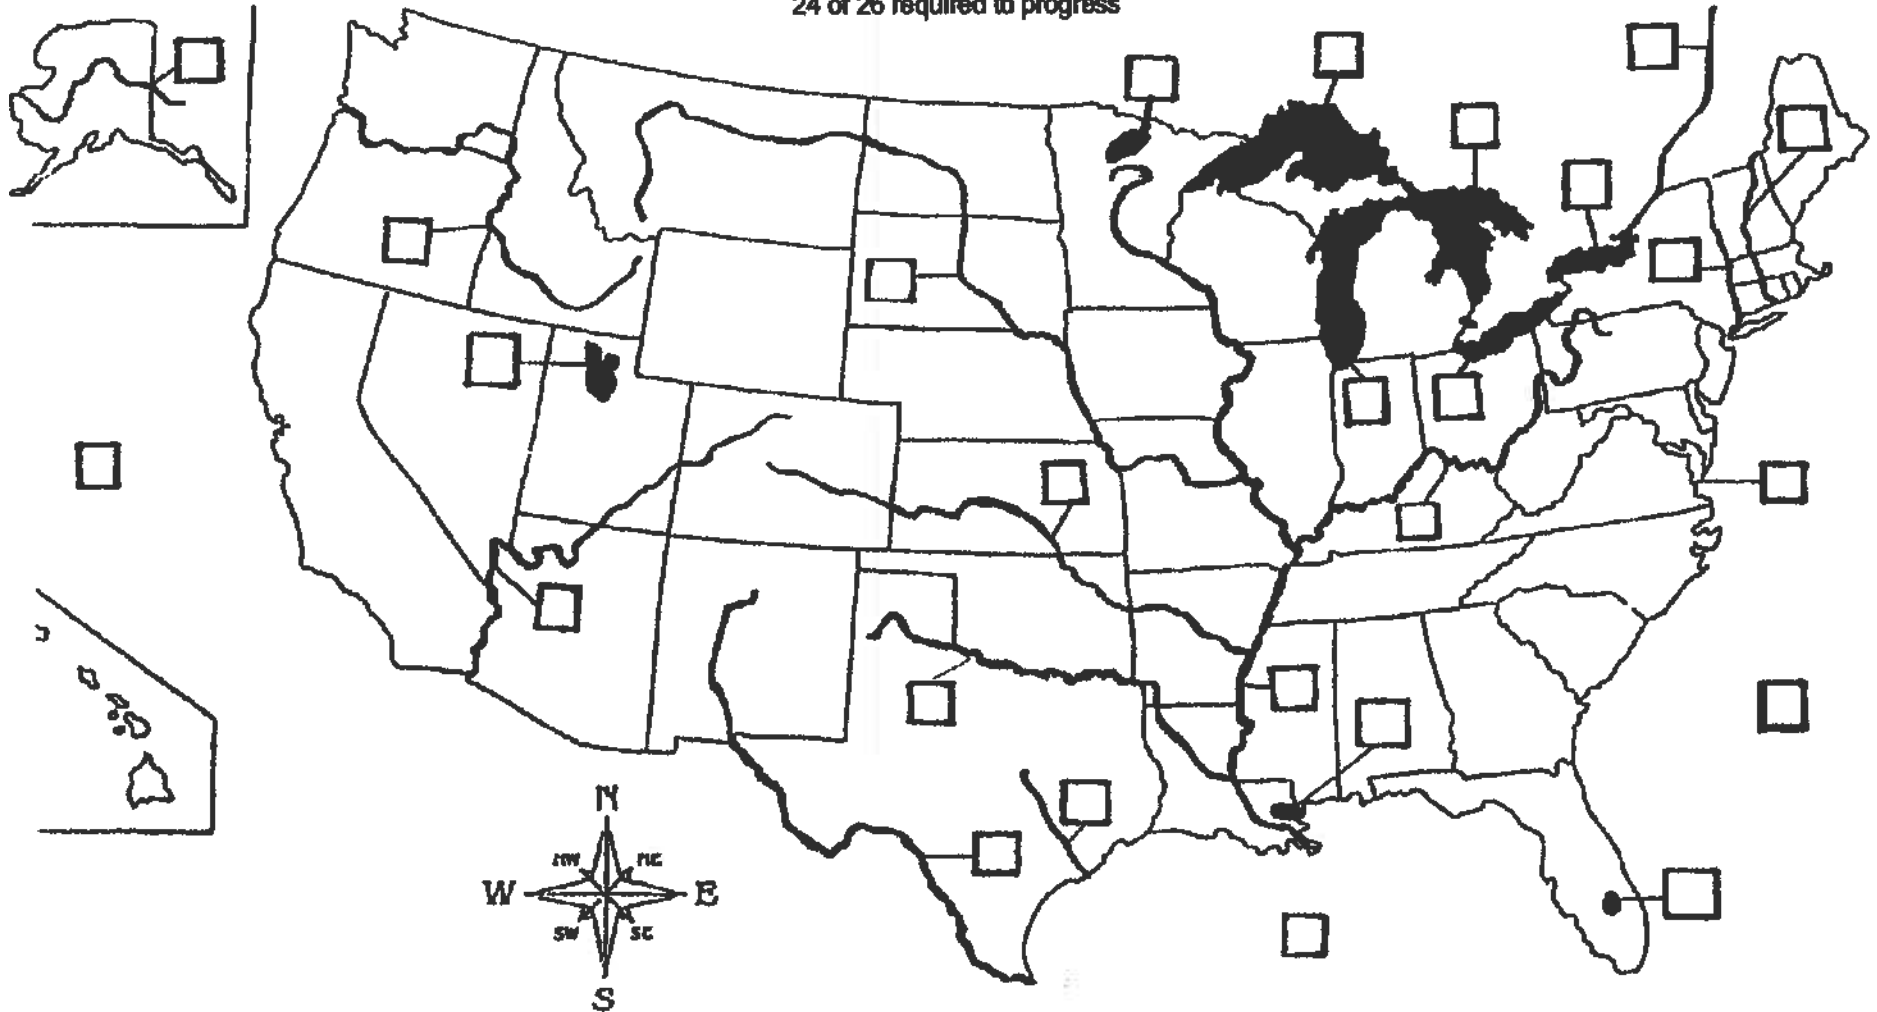 24 of 26 required to progress
N
NW NE
W E
SW SE
S